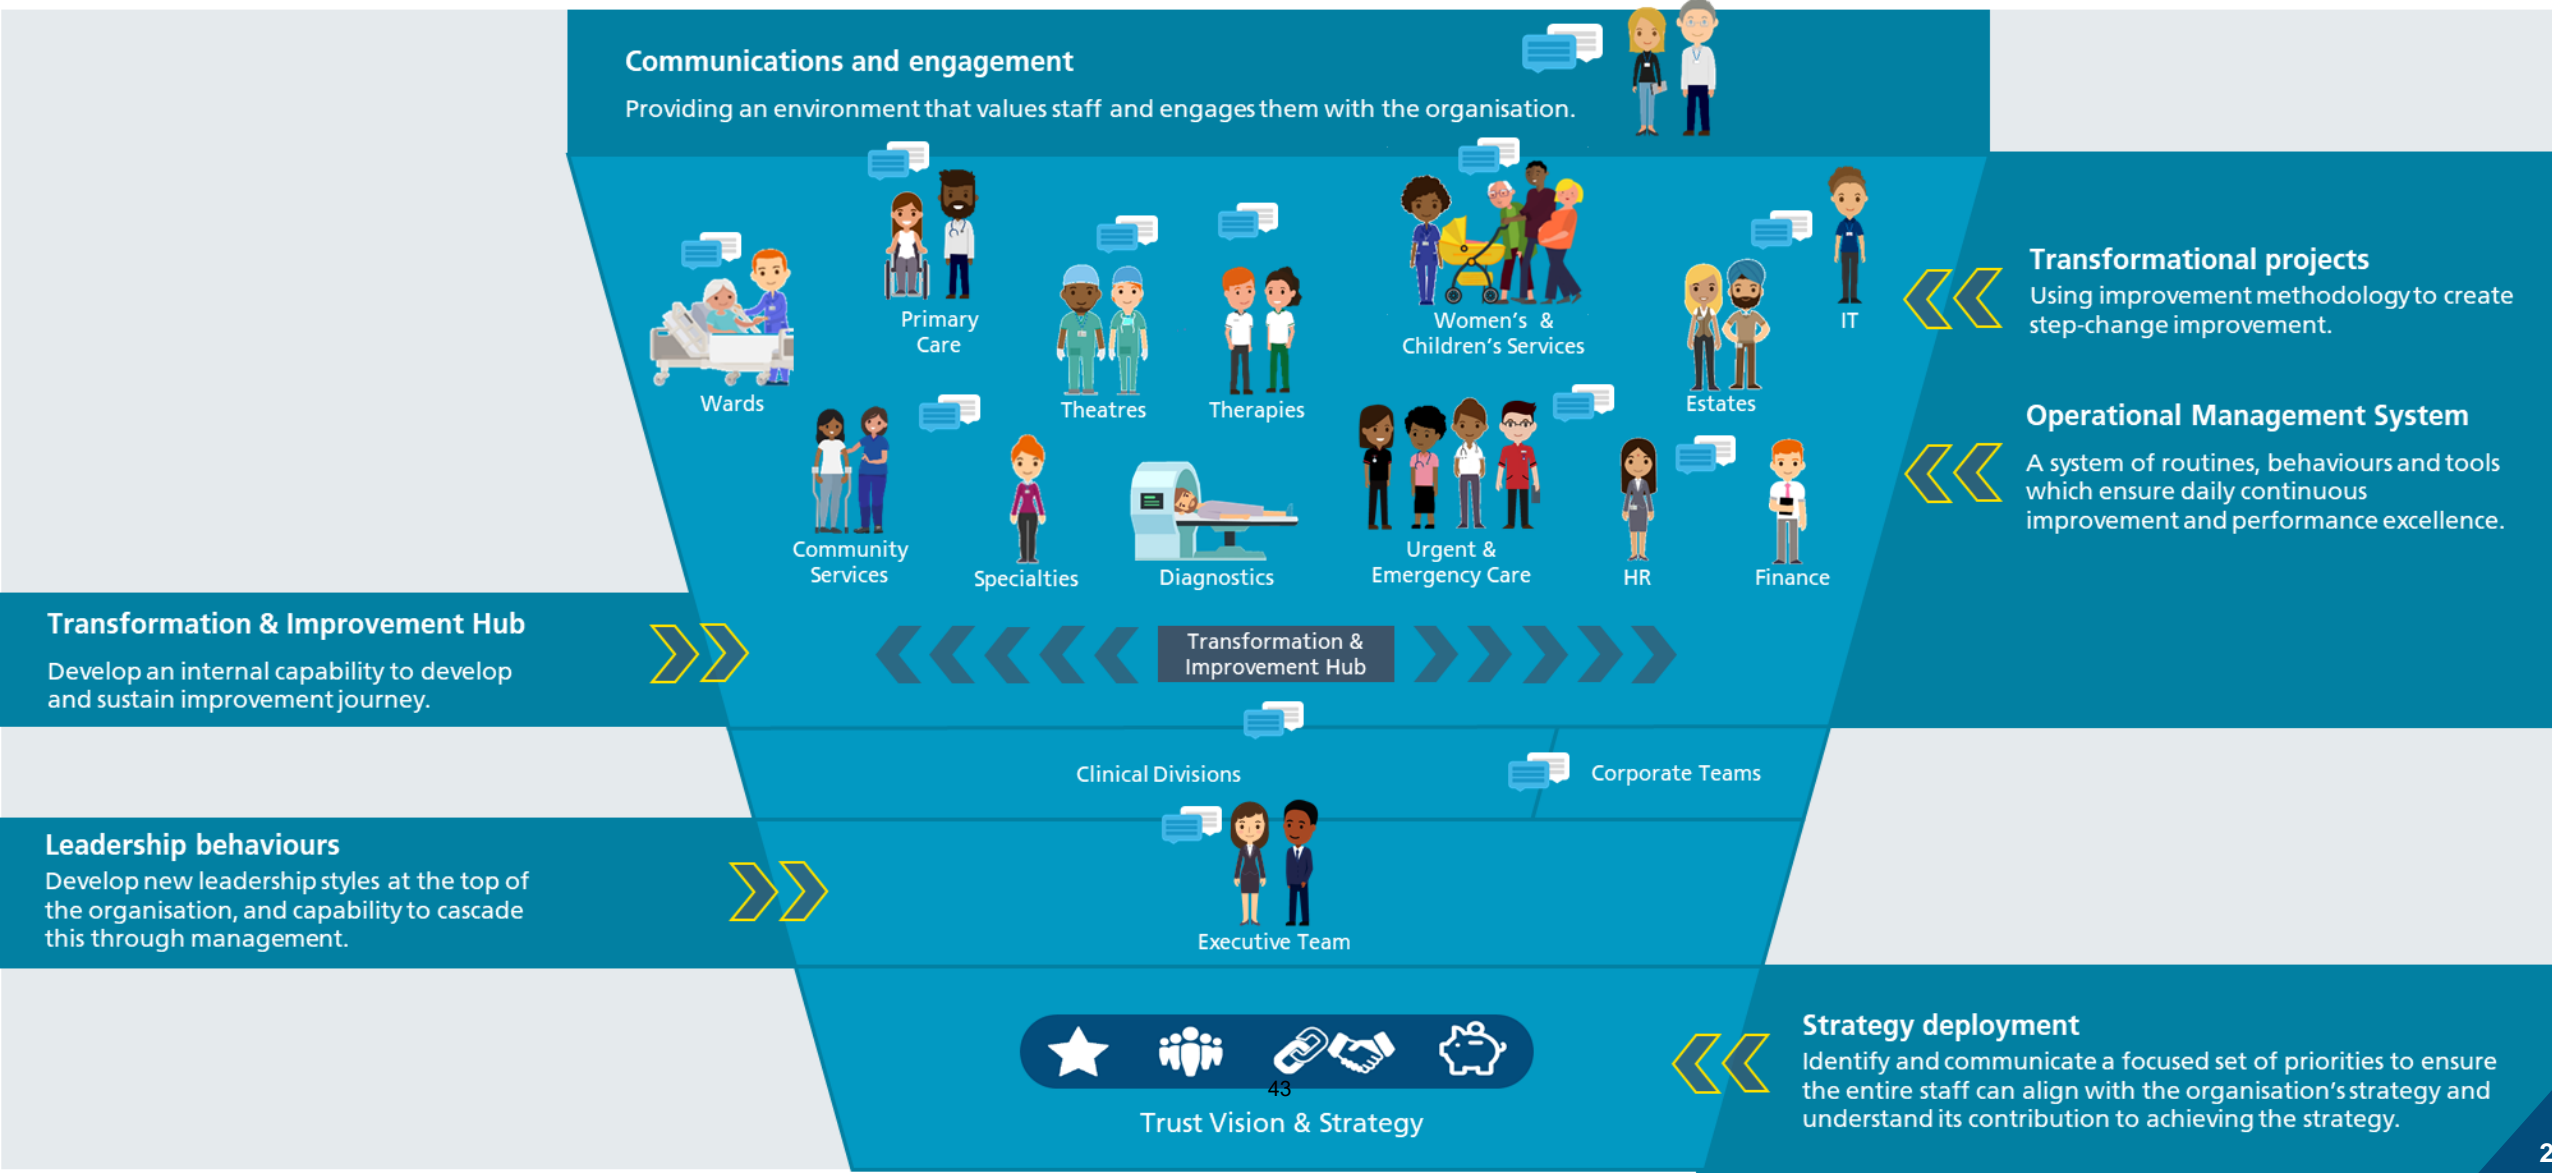 Communications and engagement
Providing an environment that values staff and engages them with the organisation.
Primary
Care
Wards
Theatres
Therapies
Women's &
Children's Services
Estates
IT
Community
Services
Specialties
Diagnostics
Urgent &
Emergency Care
HR
Finance
Transformational projects
Using improvement methodology to create
step-change improvement.
Operational Management System
A system of routines, behaviours and tools
which ensure daily continuous
improvement and performance excellence.
Transformation & Improvement Hub
Develop an internal capability to develop
and sustain improvement journey.
Transformation &
Improvement Hub
Clinical Divisions
Corporate Teams
Leadership behaviours
Develop new leadership styles at the top of
the organisation, and capability to cascade
this through management.
Executive Team
43
Trust Vision & Strategy
Strategy deployment
Identify and communicate a focused set of priorities to ensure
the entire staff can align with the organisation's strategy and
understand its contribution to achieving the strategy.
2